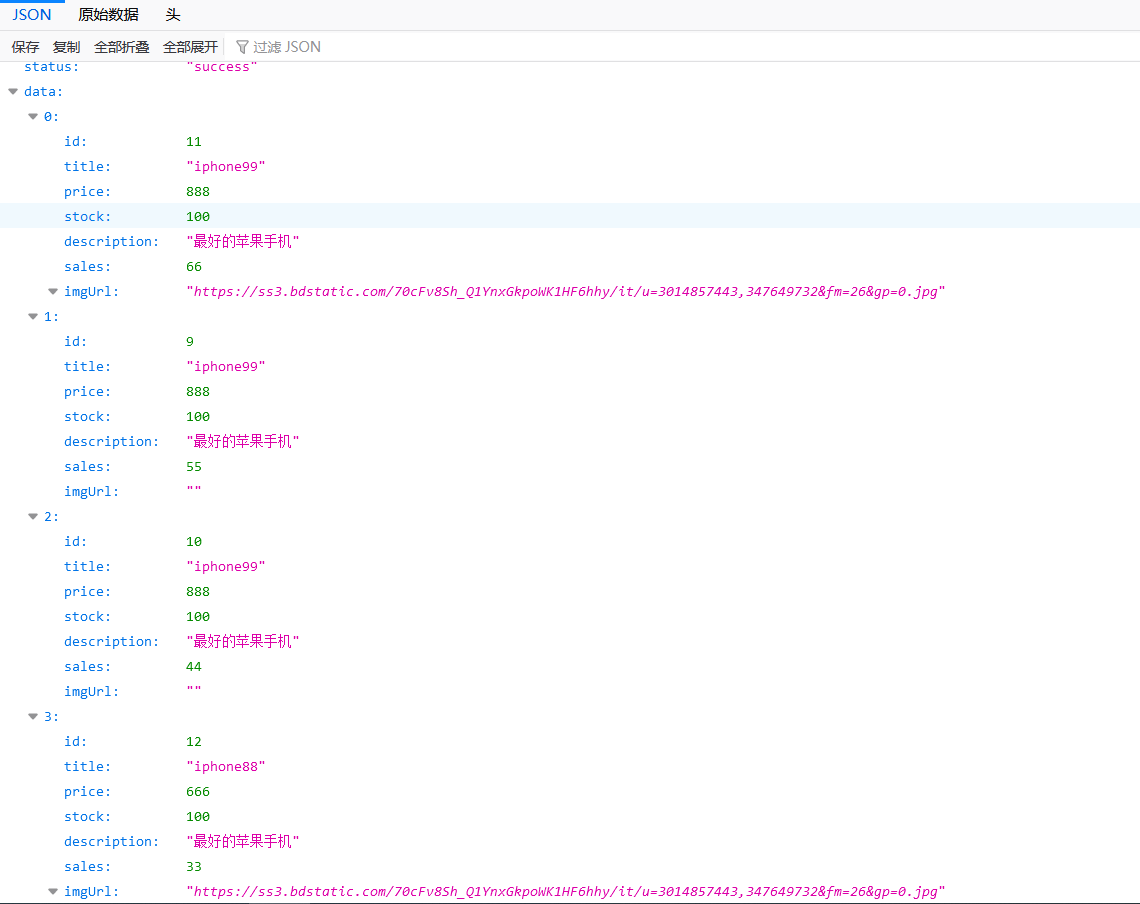 JSON 原始数据 头
保存 复制 全部折叠 全部展开 过滤 JSON
status: "success"
data:
0:
id: 11
title: "iphone99"
price: 888
stock: 100
description: "最好的苹果手机"
sales: 66
imgUrl: "https://ss3.bdstatic.com/70cFv8Sh_Q1YnxGkpoWK1HF6hhy/it/u=3014857443,347649732&fm=26&gp=0.jpg"
1:
id: 9
title: "iphone99"
price: 888
stock: 100
description: "最好的苹果手机"
sales: 55
imgUrl: ""
2:
id: 10
title: "iphone99"
price: 888
stock: 100
description: "最好的苹果手机"
sales: 44
imgUrl: ""
3:
id: 12
title: "iphone88"
price: 666
stock: 100
description: "最好的苹果手机"
sales: 33
imgUrl: "https://ss3.bdstatic.com/70cFv8Sh_Q1YnxGkpoWK1HF6hhy/it/u=3014857443,347649732&fm=26&gp=0.jpg"